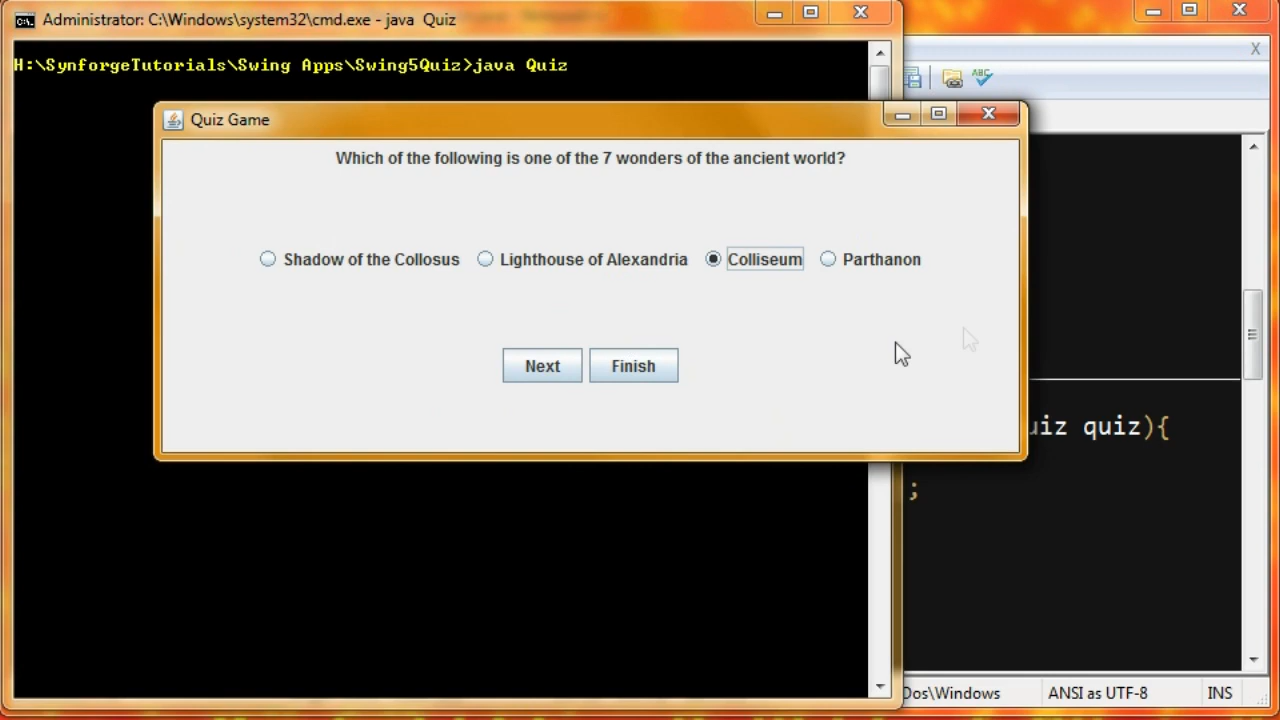 Administrator: C:\Windows\system32\cmd.exe - java Quiz
H:\SynforgeTutorials\Swing Apps\Swing5Quiz>java Quiz
X
ABC
Quiz Game
Which of the following is one of the 7 wonders of the ancient world?
Shadow of the Collosus Lighthouse of Alexandria Colliseum Parthanon
Next Finish
uiz quiz){
;
Dos\Windows ANSI as UTF-8 INS